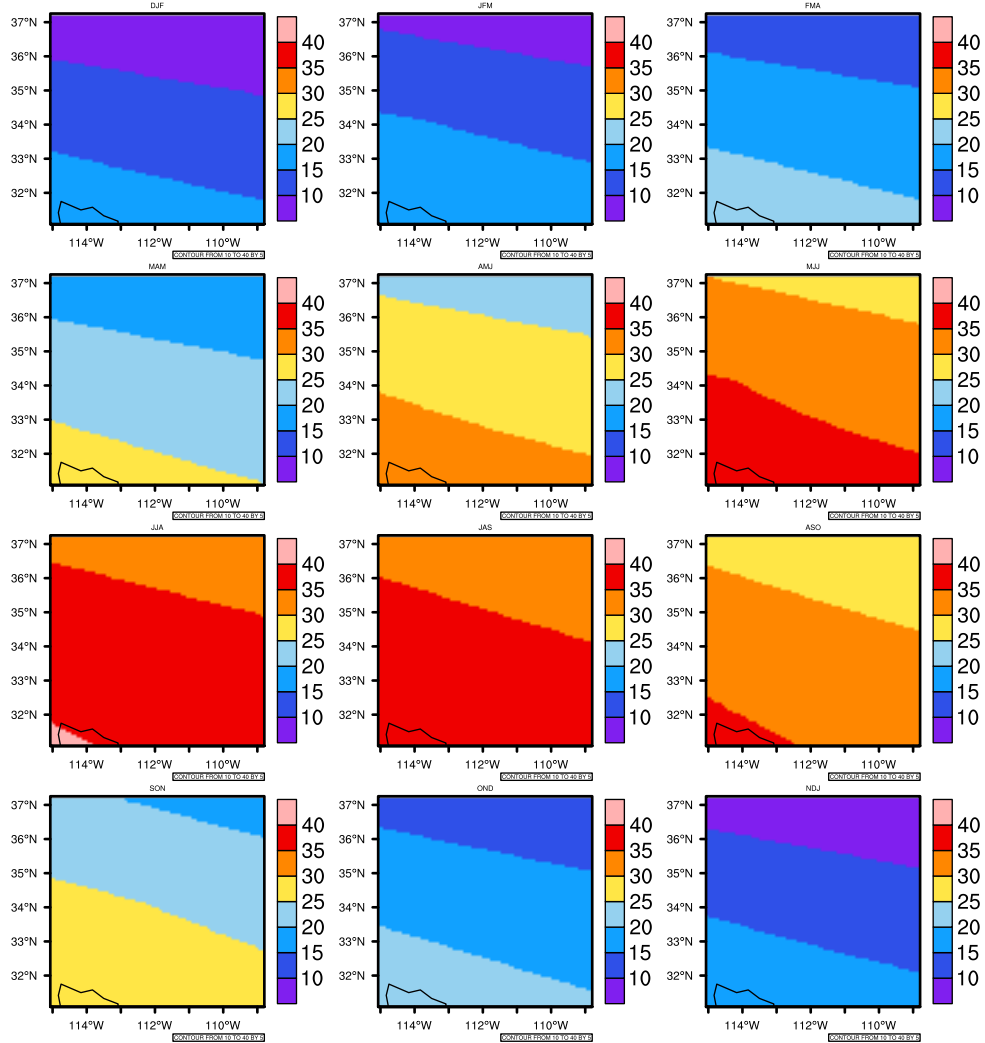 DJF
37°N
36°N
35°N
34°N
33°N
32°N
114°W 112°W 110°W
40
35
30
25
20
15
10
CONTOUR FROM 10 TO 40 BY 5
JFM
37°N
36°N
35°N
34°N
33°N
32°N
114°W 112°W 110°W
40
35
30
25
20
15
10
CONTOUR FROM 10 TO 40 BY 5
FMA
37°N
36°N
35°N
34°N
33°N
32°N
114°W 112°W 110°W
40
35
30
25
20
15
10
CONTOUR FROM 10 TO 40 BY 5
MAM
37°N
36°N
35°N
34°N
33°N
32°N
114°W 112°W 110°W
40
35
30
25
20
15
10
CONTOUR FROM 10 TO 40 BY 5
AMJ
37°N
36°N
35°N
34°N
33°N
32°N
114°W 112°W 110°W
40
35
30
25
20
15
10
CONTOUR FROM 10 TO 40 BY 5
MJJ
37°N
36°N
35°N
34°N
33°N
32°N
114°W 112°W 110°W
40
35
30
25
20
15
10
CONTOUR FROM 10 TO 40 BY 5
JJA
37°N
36°N
35°N
34°N
33°N
32°N
114°W 112°W 110°W
40
35
30
25
20
15
10
CONTOUR FROM 10 TO 40 BY 5
JAS
37°N
36°N
35°N
34°N
33°N
32°N
114°W 112°W 110°W
40
35
30
25
20
15
10
CONTOUR FROM 10 TO 40 BY 5
ASO
37°N
36°N
35°N
34°N
33°N
32°N
114°W 112°W 110°W
40
35
30
25
20
15
10
CONTOUR FROM 10 TO 40 BY 5
SON
37°N
36°N
35°N
34°N
33°N
32°N
114°W 112°W 110°W
40
35
30
25
20
15
10
CONTOUR FROM 10 TO 40 BY 5
OND
37°N
36°N
35°N
34°N
33°N
32°N
114°W 112°W 110°W
40
35
30
25
20
15
10
CONTOUR FROM 10 TO 40 BY 5
NDJ
37°N
36°N
35°N
34°N
33°N
32°N
114°W 112°W 110°W
40
35
30
25
20
15
10
CONTOUR FROM 10 TO 40 BY 5